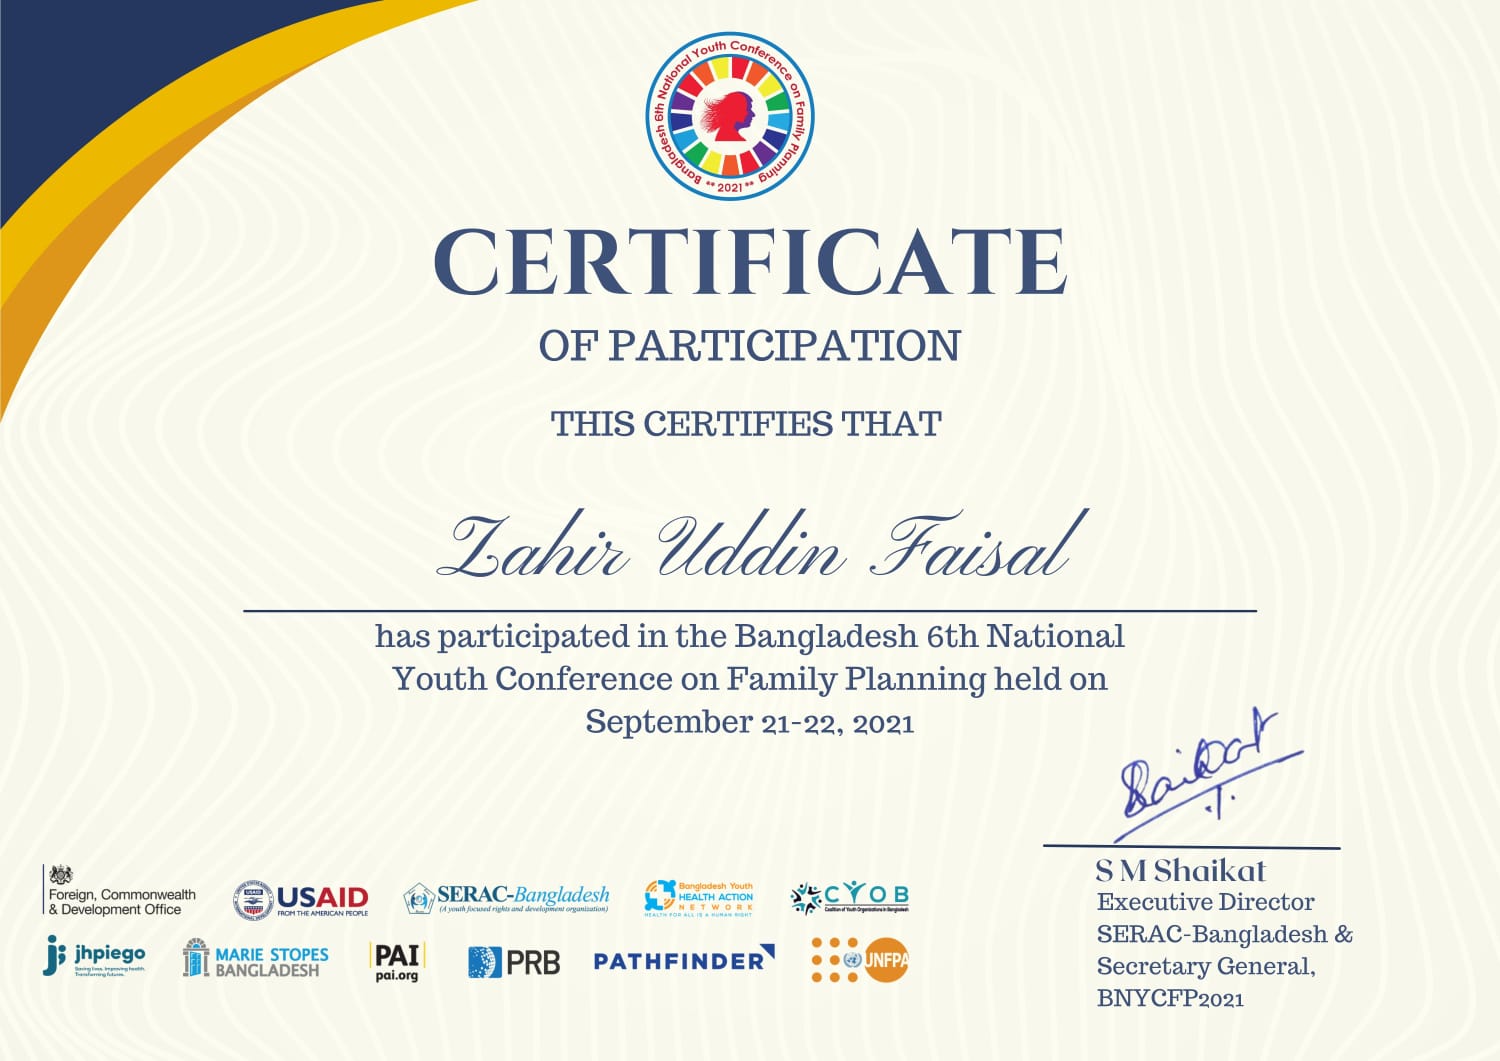 Bangladesh 6th National Youth Conference on Family Planning
** 2021 **
CERTIFICATE
OF PARTICIPATION
THIS CERTIFIES THAT
Zahir Uddin Faisal
has participated in the Bangladesh 6th National
Youth Conference on Family Planning held on
September 21-22, 2021
Shaikat
S M Shaikat
Executive Director
SERAC-Bangladesh &
Secretary General,
BNYCFP2021
Foreign, Commonwealth
& Development Office
USAID
USAID
FROM THE AMERICAN PEOPLE
SERAC-Bangladesh
(A youth focused rights and development organization)
Bangladesh Youth
HEALTH ACTION
NETWORK
HEALTH FOR ALL IS A HUMAN RIGHT
CYOB
Coalition of Youth Organizations in Bangladesh
jhpiego
Saving lives. Improving health.
Transforming futures.
MARIE STOPES
BANGLADESH
PAI
pai.org
PRB
PATHFINDER
UNFPA